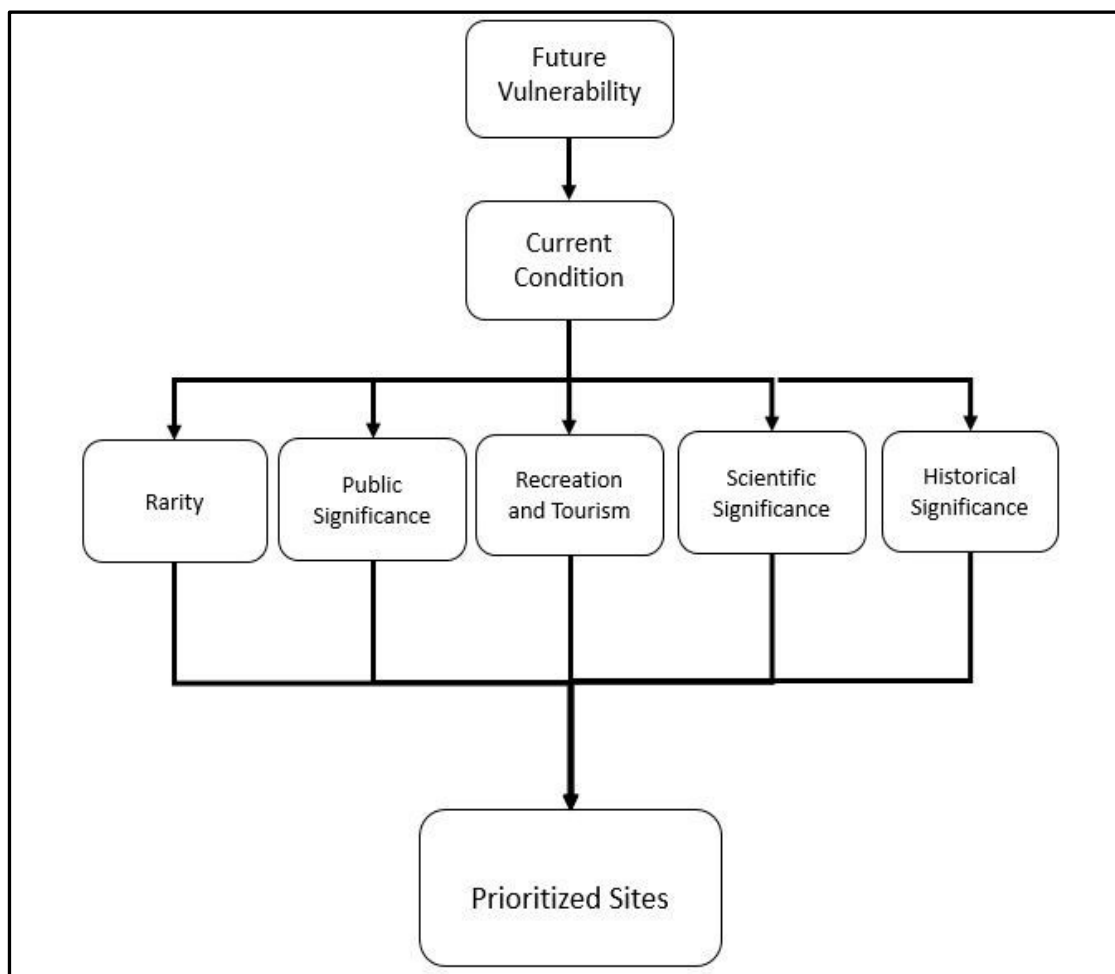 Future
Vulnerability
Current
Condition
Rarity
Public
Significance
Recreation
and Tourism
Scientific
Significance
Historical
Significance
Prioritized Sites